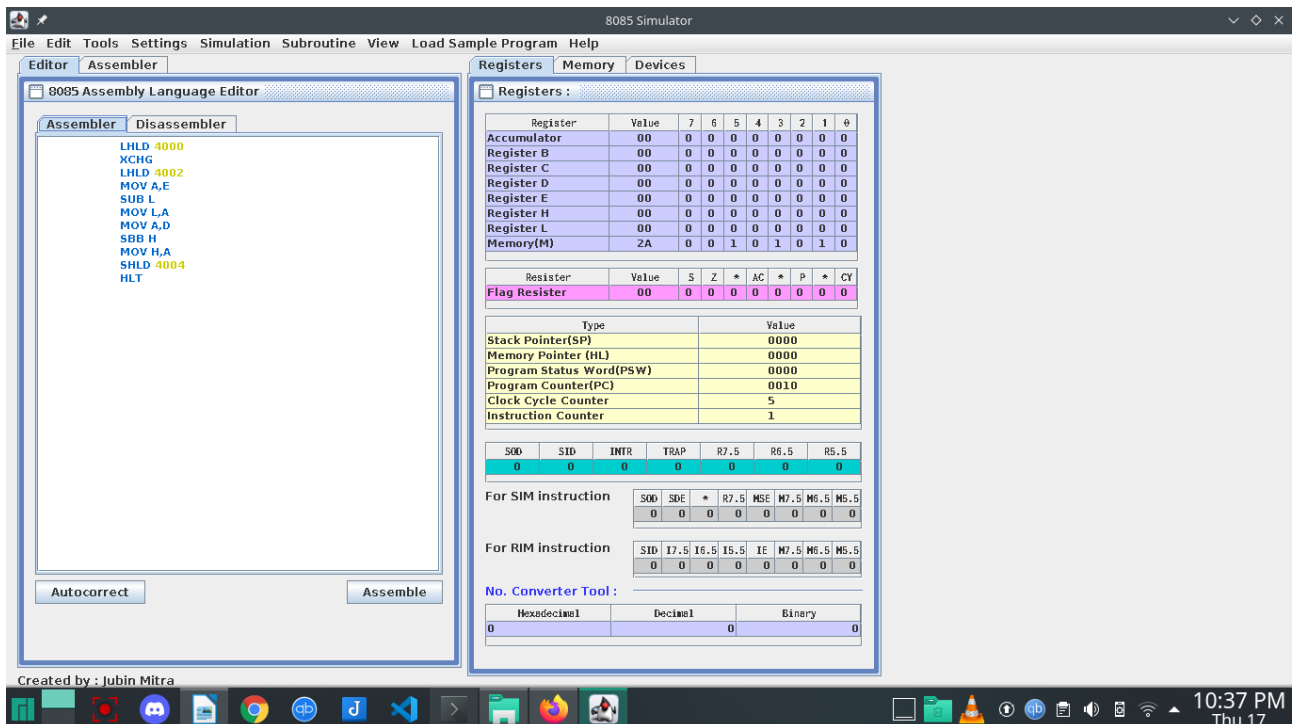 8085 Simulator
File Edit Tools Settings Simulation Subroutine View Load Sample Program Help
Editor Assembler
8085 Assembly Language Editor
Assembler Disassembler
LHLD 4000
XCHG
LHLD 4002
MOV A,E
SUB L
MOV L,A
MOV A,D
SBB H
MOV H,A
SHLD 4004
HLT
Autocorrect Assemble
Registers Memory Devices
Registers :
Register Value 7 6 5 4 3 2 1 0
Accumulator 00 0 0 0 0 0 0 0 0
Register B 00 0 0 0 0 0 0 0 0
Register C 00 0 0 0 0 0 0 0 0
Register D 00 0 0 0 0 0 0 0 0
Register E 00 0 0 0 0 0 0 0 0
Register H 00 0 0 0 0 0 0 0 0
Register L 00 0 0 0 0 0 0 0 0
Memory(M) 2A 0 0 1 0 1 0 1 0
Resister Value S Z * AC * P * CY
Flag Resister 00 0 0 0 0 0 0 0 0
Type Value
Stack Pointer(SP) 0000
Memory Pointer (HL) 0000
Program Status Word(PSW) 0000
Program Counter(PC) 0010
Clock Cycle Counter 5
Instruction Counter 1
SOD SID INTR TRAP R7.5 R6.5 R5.5
0 0 0 0 0 0 0
For SIM instruction
SOD SDE * R7.5 MSE M7.5 M6.5 M5.5
0 0 0 0 0 0 0 0
For RIM instruction
SID I7.5 I6.5 I5.5 IE M7.5 M6.5 M5.5
0 0 0 0 0 0 0 0
No. Converter Tool :
Hexadecimal Decimal Binary
0 0 0
Created by : Jubin Mitra
qb J qb
10:37 PM
Thu 17